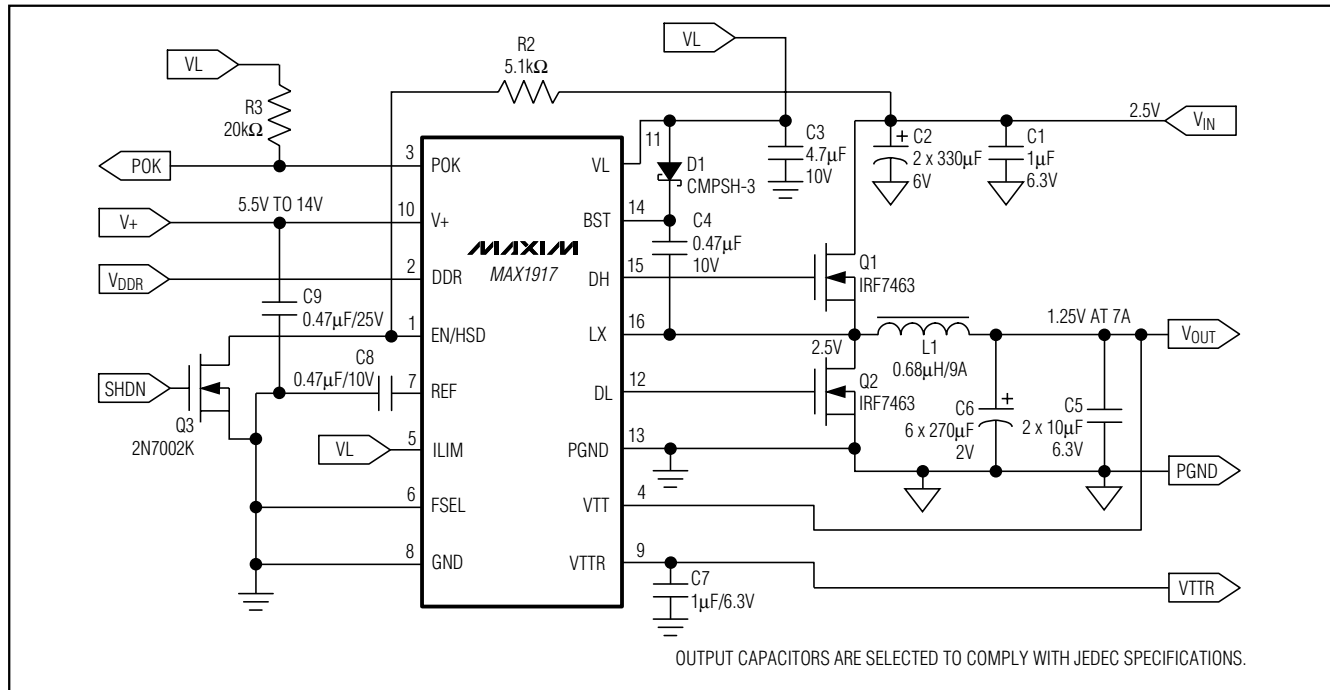 VL
R3
20kΩ
POK
3
POK
5.5V TO 14V
V+
10
V+
VDDR
2
DDR
C9
0.47μF/25V
1
EN/HSD
SHDN
Q3
2N7002K
C8
0.47μF/10V
7
REF
VL
5
ILIM
6
FSEL
8
GND
R2
5.1kΩ
MAXIM
MAX1917
VL
VL
11
D1
CMPSH-3
C3
4.7μF
10V
BST
14
C4
0.47μF
10V
DH
15
Q1
IRF7463
LX
16
2.5V
DL
12
Q2
IRF7463
PGND
13
VTT
4
VTTR
9
C7
1μF/6.3V
C2
+
2 x 330μF
6V
C1
1μF
6.3V
2.5V
VIN
L1
0.68μH/9A
1.25V AT 7A
VOUT
+
C6
6 x 270μF
2V
C5
2 x 10μF
6.3V
PGND
VTTR
OUTPUT CAPACITORS ARE SELECTED TO COMPLY WITH JEDEC SPECIFICATIONS.